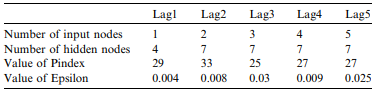 Lag1 Lag2 Lag3 Lag4 Lag5
Number of input nodes 1 2 3 4 5
Number of hidden nodes 4 7 7 7 7
Value of Pindex 29 33 25 27 27
Value of Epsilon 0.004 0.008 0.03 0.009 0.025